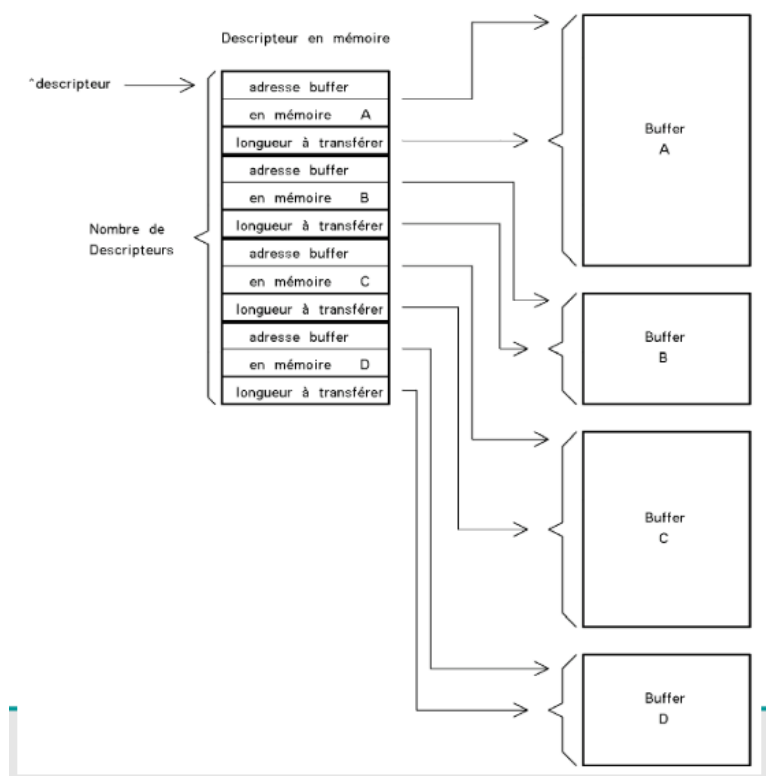 Descripteur en mémoire
^descripteur
adresse buffer
en mémoire A
longueur à transférer
adresse buffer
en mémoire B
longueur à transférer
adresse buffer
en mémoire C
longueur à transférer
adresse buffer
en mémoire D
longueur à transférer
Nombre de
Descripteurs
Buffer
A
Buffer
B
Buffer
C
Buffer
D